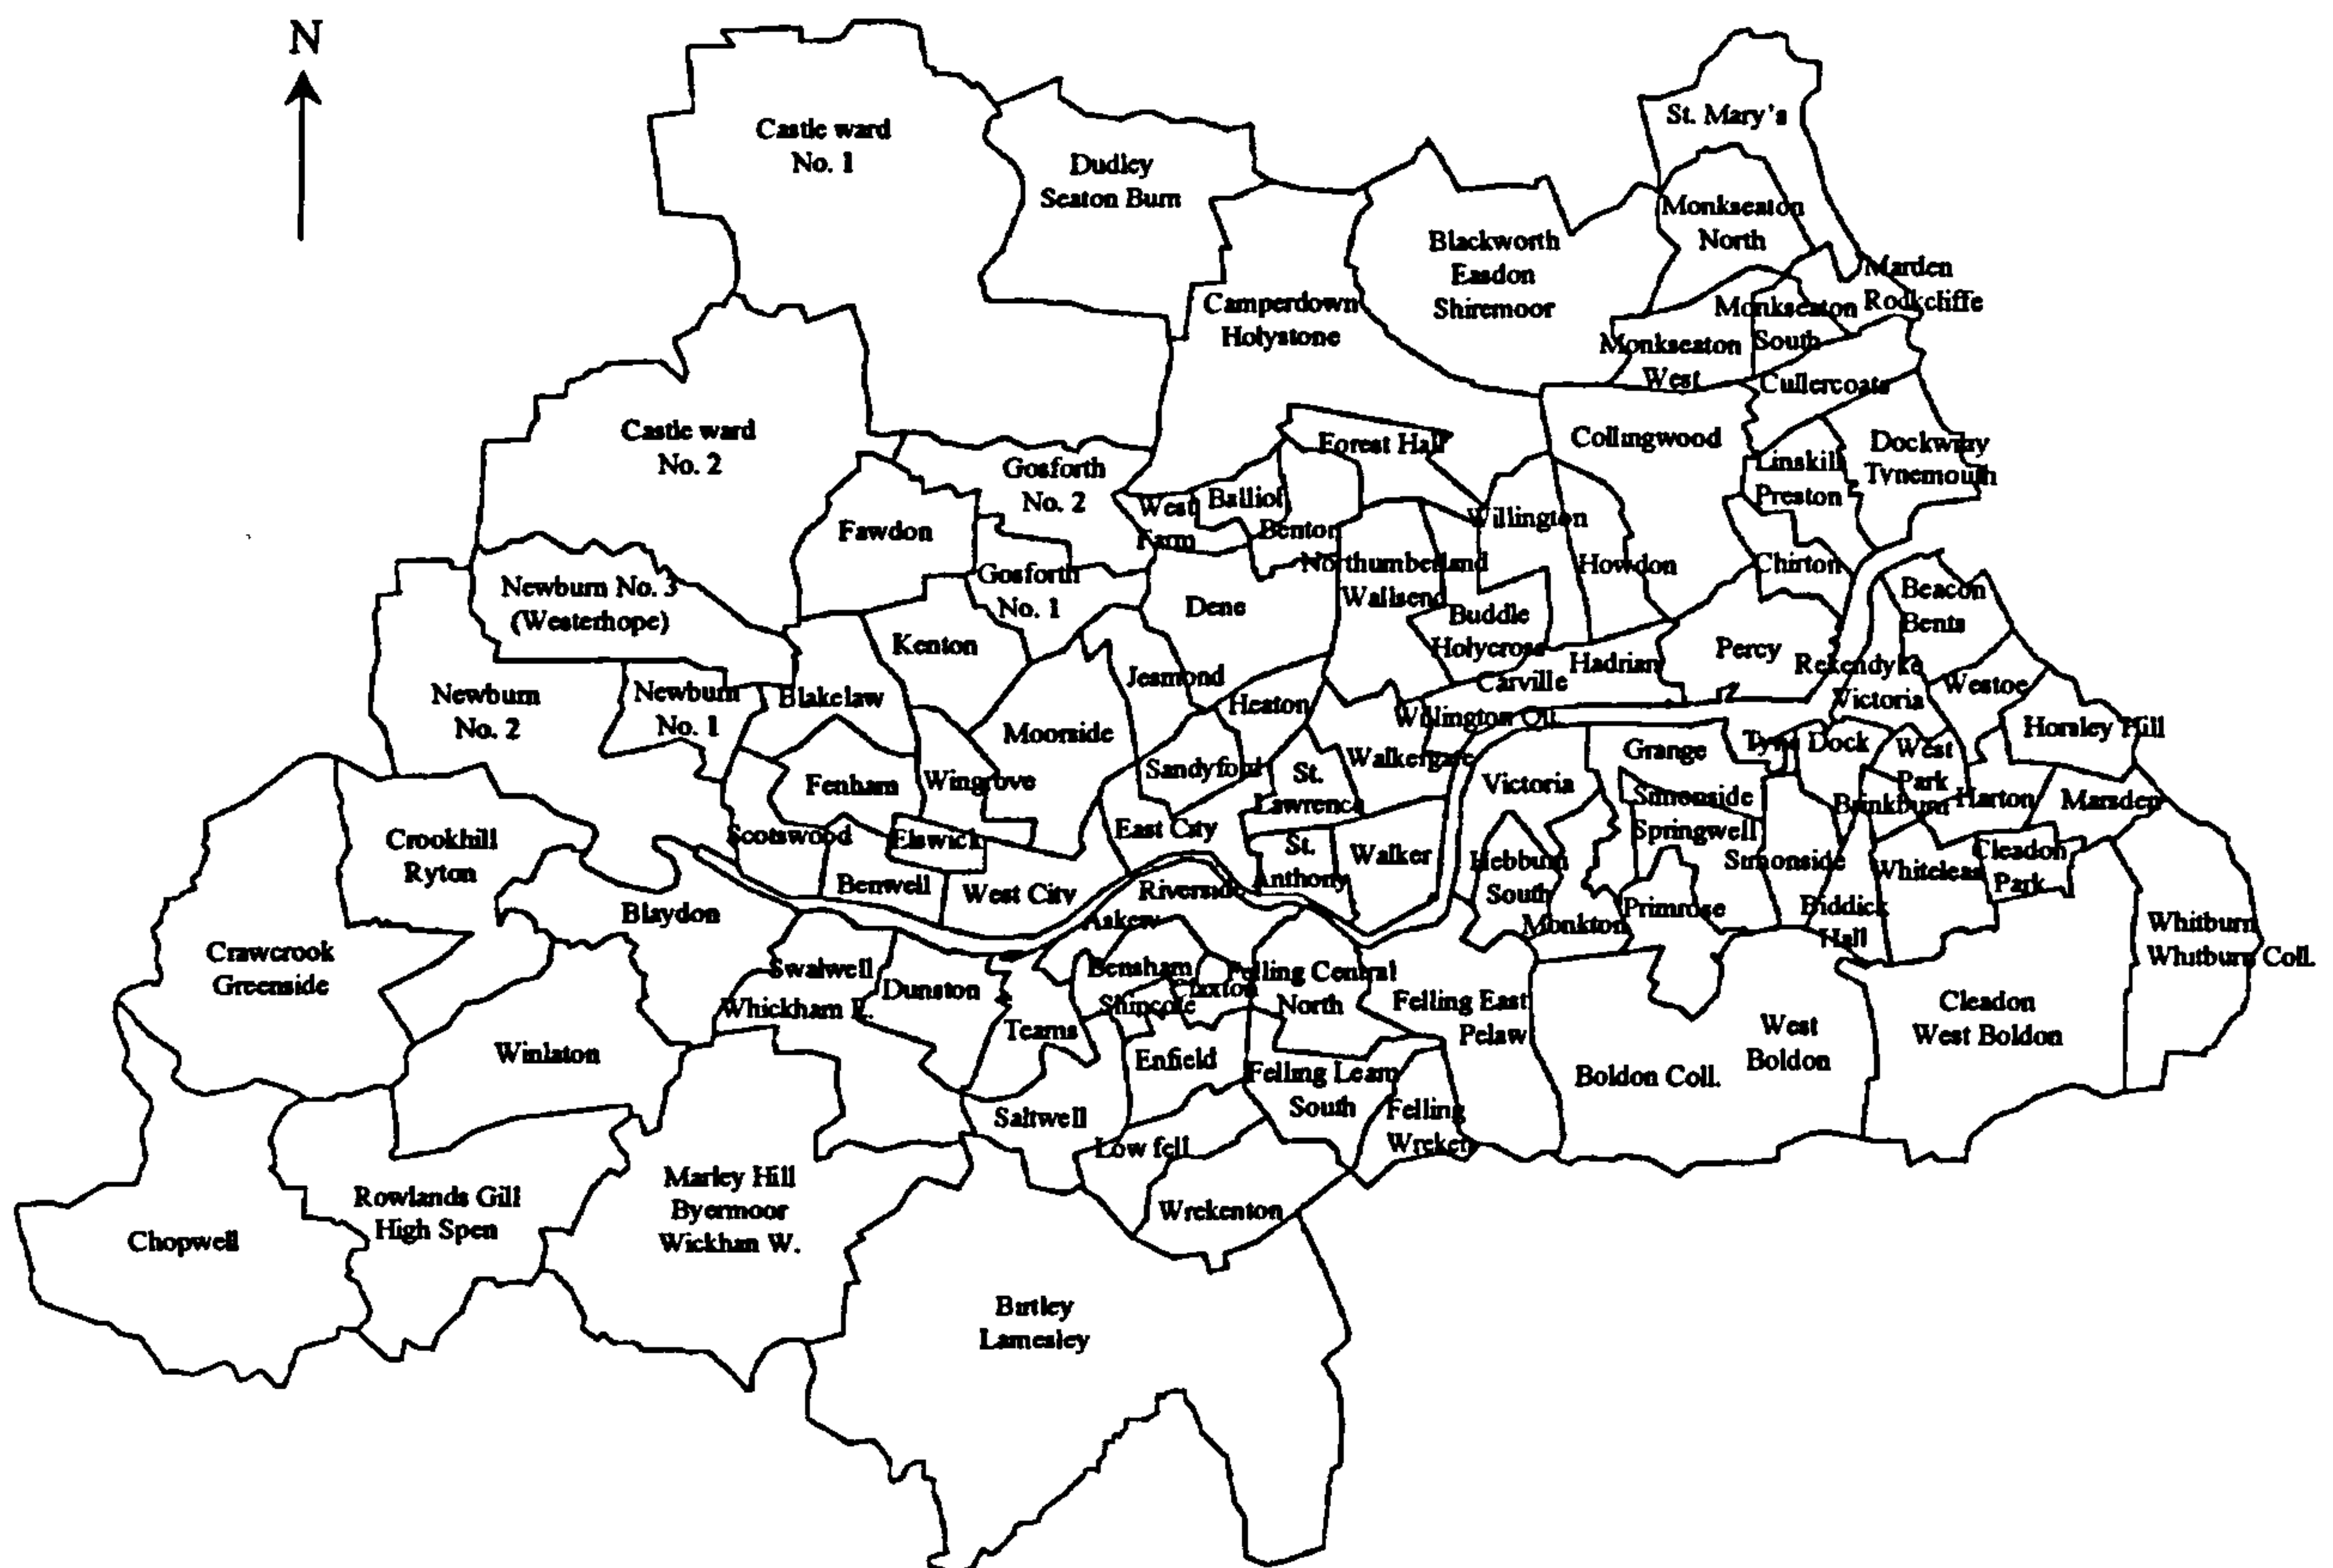 N
St. Mary's
Castle ward
No. 1
Dudley
Seaton Burn
Monkseaton
North
Blackworth
Easdon
Shiremoor
Marden
Rockcliffe
Camperdown
Holystone
Monkseaton
South
Monkseaton
West
Cullercoats
Castle ward
No. 2
Forest Hall
Collingwood
Dockwray
Tynemouth
Gosforth
No. 2
Linskill
Preston
West
Farm
Balliol
Benton
Fawdon
Willington
Howdon
Chirton
Northumberland
Wallsend
Newburn No. 3
(Westerhope)
Gosforth
No. 1
Dene
Buddle
Holycross
Beacon
Bents
Kenton
Percy
Hadrian
Rekendyke
Victoria
Jesmond
Carville
Westoe
Newburn
No. 2
Newburn
No. 1
Blakelaw
Heaton
Willington Qu.
Horsley Hill
Moorside
Grange
Tyne Dock
West
Park
Fenham
Wingrove
Sandyford
St.
Lawrence
Walkergate
Victoria
Simonside
Springwell
Brinkburn
Harton
Marsden
Crookhill
Ryton
Scotswood
Elswick
East City
St.
Anthony
Walker
Hebburn
South
Simonside
Whiteleas
Cleadon
Park
Benwell
West City
Riverside
Blaydon
Askew
Monkton
Primrose
Biddick
Hall
Whitburn
Whitburn Coll.
Crawcrook
Greenside
Swalwell
Whickham E.
Dunston
Bensham
Shipcote
Claxton
Felling Central
North
Felling East
Pelaw
Cleadon
West Boldon
Teams
West
Boldon
Winlaton
Enfield
Felling Leam
South
Boldon Coll.
Saltwell
Felling
Wreken
Low fell
Marley Hill
Byermoor
Wickhan W.
Rowlands Gill
High Spen
Wrekenton
Chopwell
Birtley
Lamesley